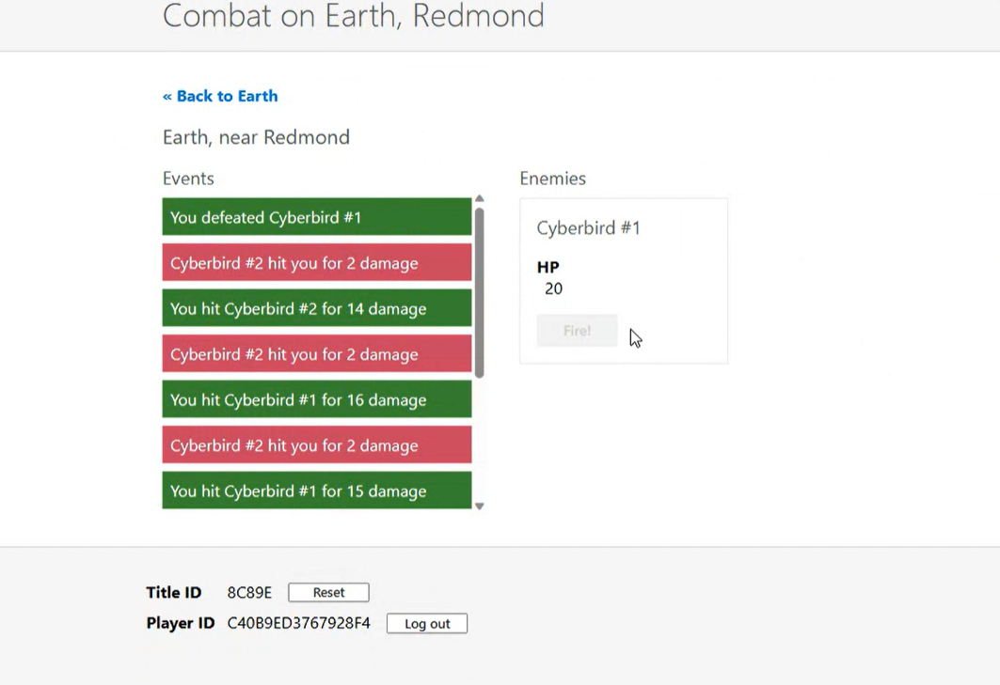 Combat on Earth, Redmond
« Back to Earth
Earth, near Redmond
Events
You defeated Cyberbird #1
Cyberbird #2 hit you for 2 damage
You hit Cyberbird #2 for 14 damage
Cyberbird #2 hit you for 2 damage
You hit Cyberbird #1 for 16 damage
Cyberbird #2 hit you for 2 damage
You hit Cyberbird #1 for 15 damage
Enemies
Cyberbird #1
HP
20
Fire!
Title ID 8C89E Reset
Player ID C40B9ED3767928F4 Log out